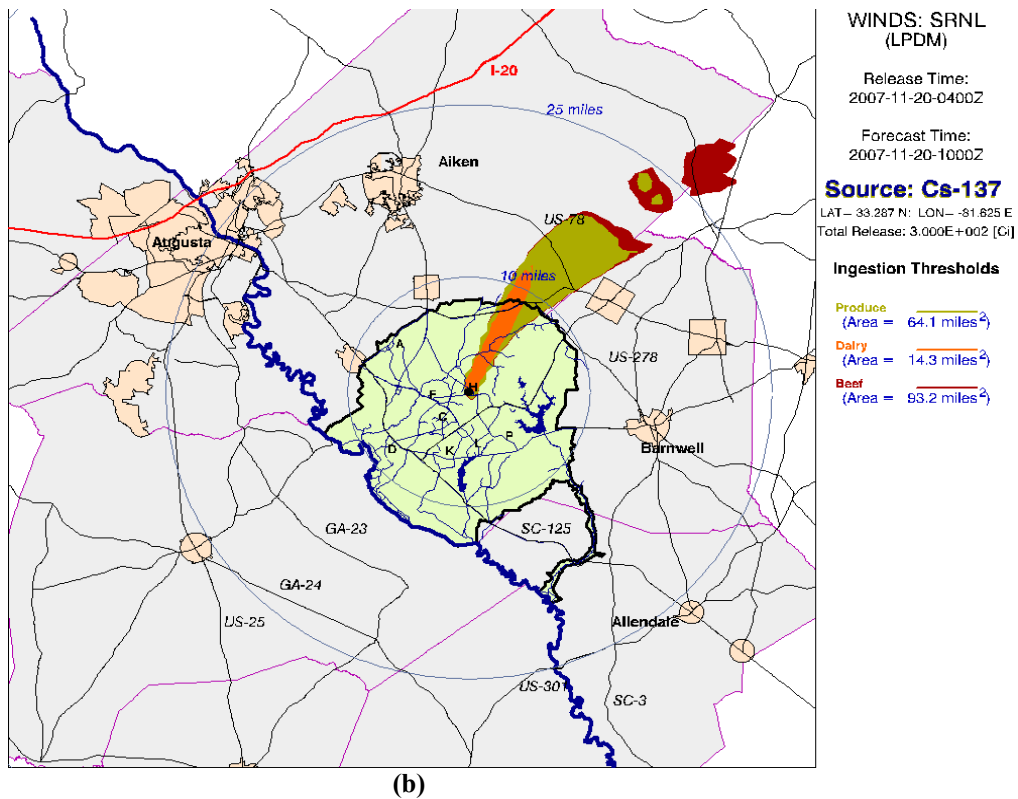 WINDS: SRNL
(LPDM)
Release Time:
2007-11-20-0400Z
Forecast Time:
2007-11-20-1000Z
Source: Cs-137
LAT= 33.287 N: LON= -81.625 E
Total Release: 3.000E+002 [Ci]
Ingestion Thresholds
Produce
(Area = 64.1 miles2)
Dairy
(Area = 14.3 miles2)
Beef
(Area = 93.2 miles2)
I-20
25 miles
Aiken
US-78
Augusta
10 miles
A
US-278
H
F
C
D
K
L
P
Barnwell
GA-23
SC-125
GA-24
US-25
Allendale
US-301
SC-3
(b)